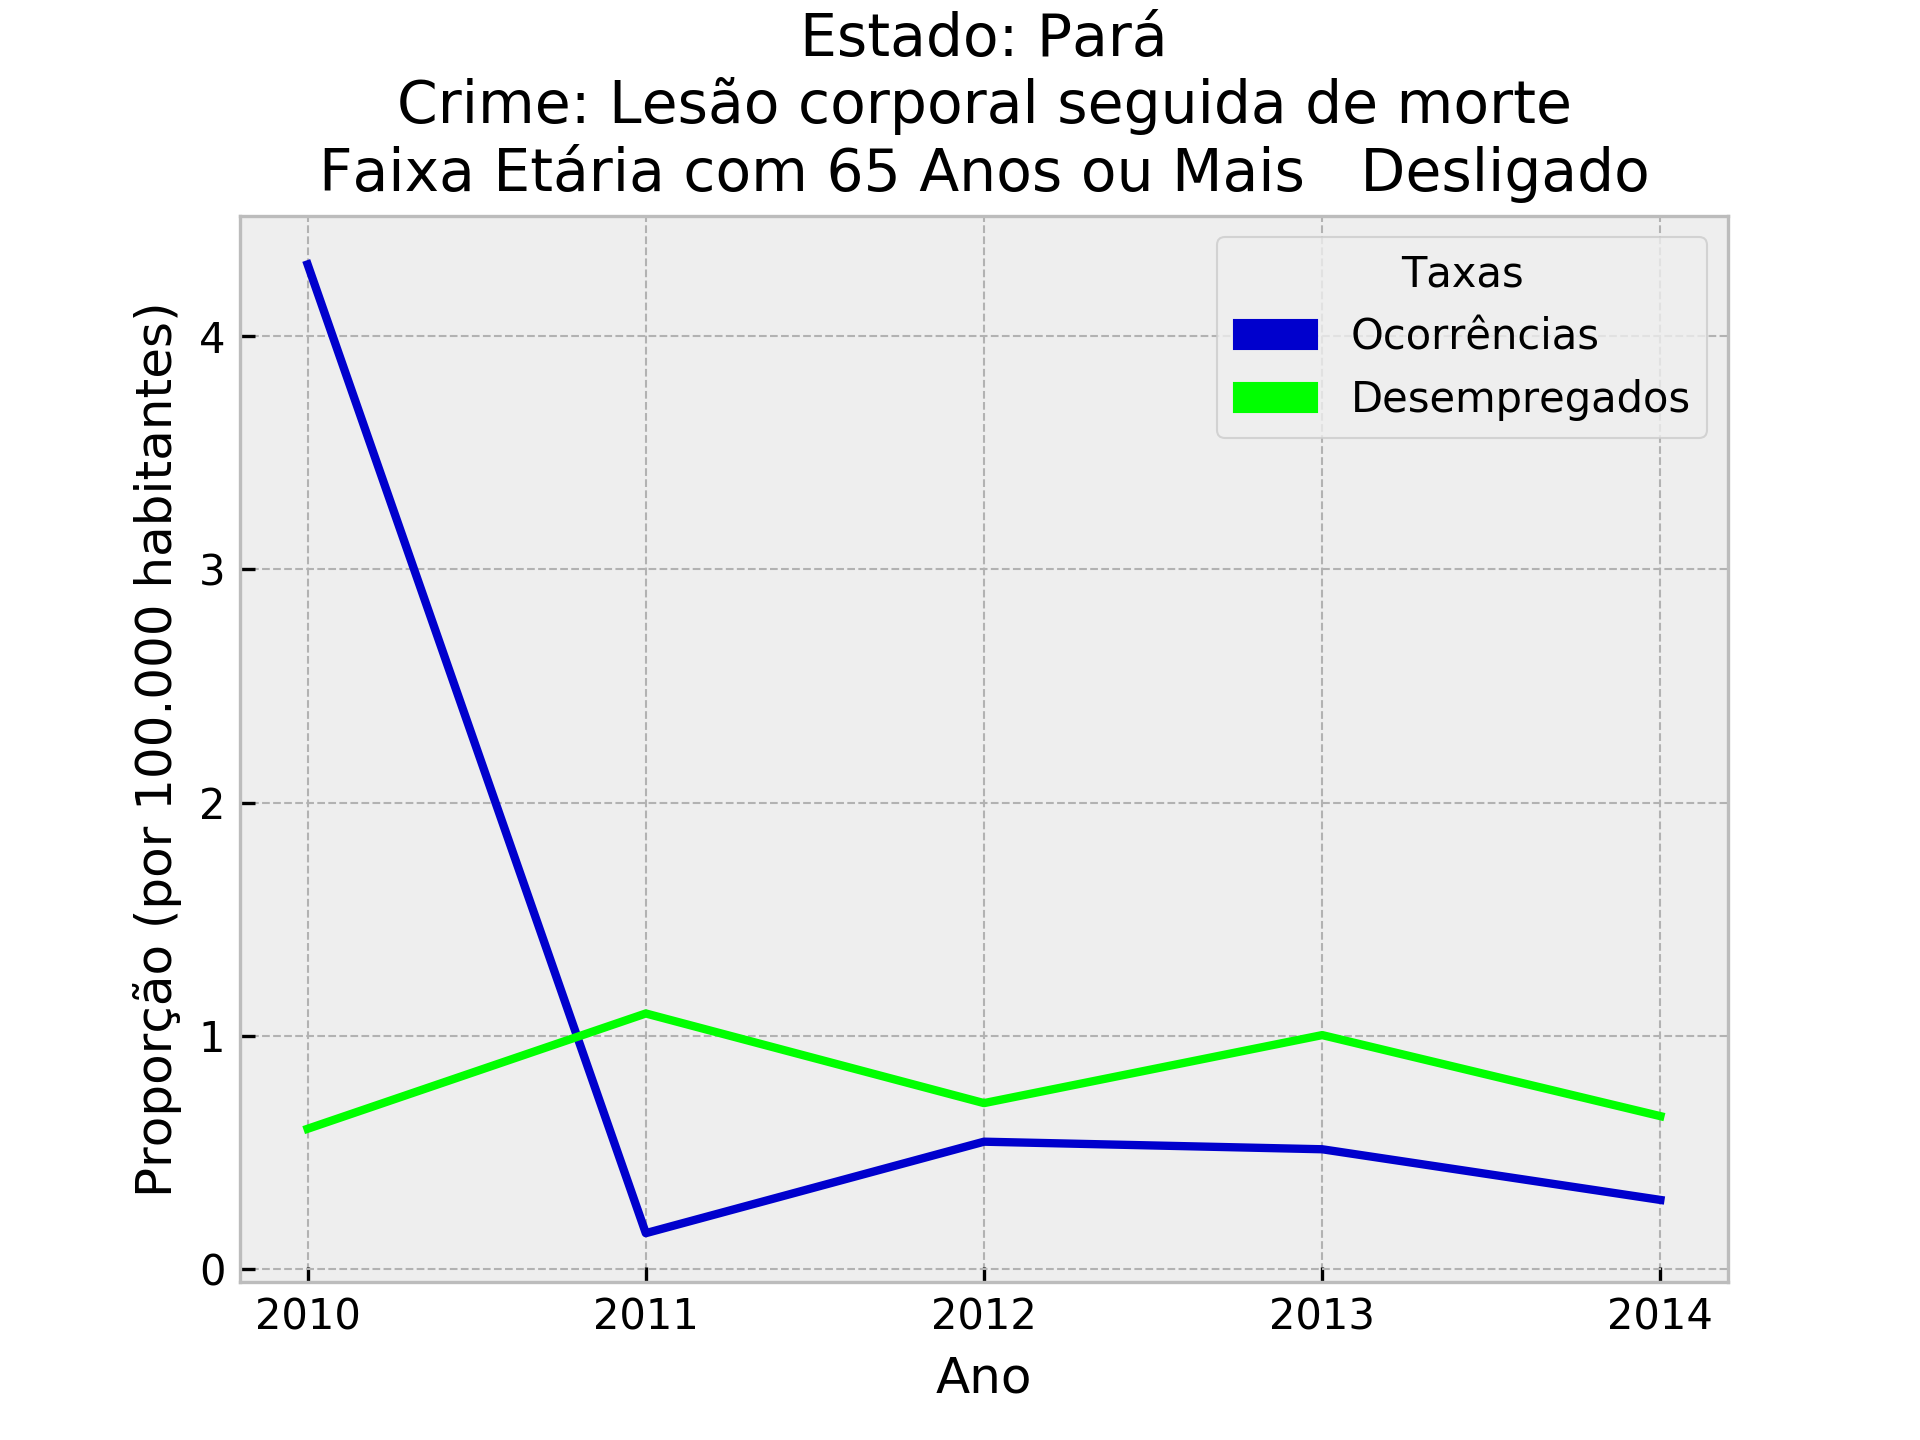 Estado: Pará
Crime: Lesão corporal seguida de morte
Faixa Etária com 65 Anos ou Mais   Desligado
Proporção (por 100.000 habitantes)
4
3
2
1
0
Taxas
Ocorrências
Desempregados
2010 2011 2012 2013 2014
Ano